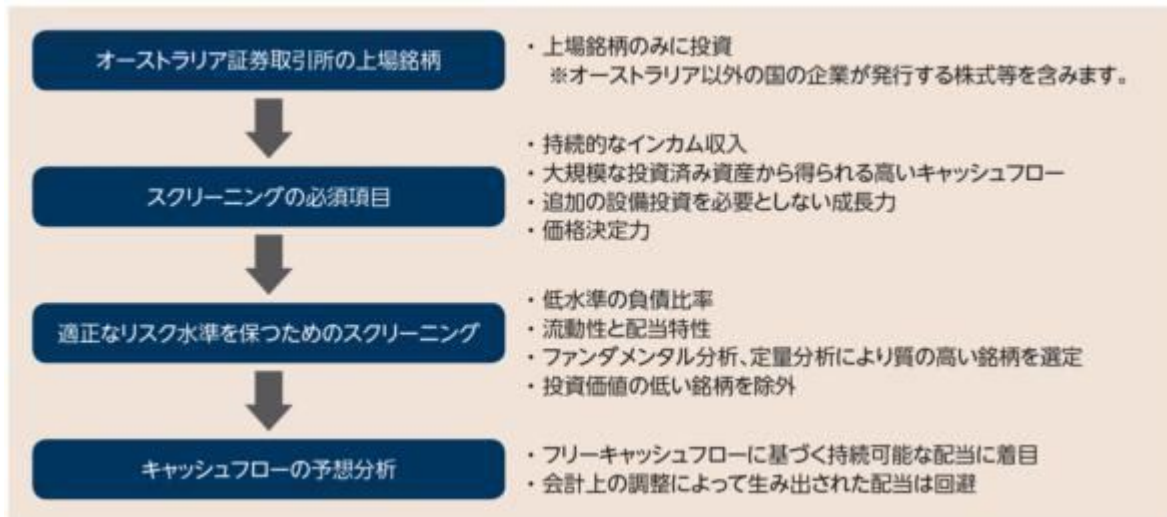 オーストラリア証券取引所の上場銘柄
・上場銘柄のみに投資
※オーストラリア以外の国の企業が発行する株式等を含みます。
スクリーニングの必須項目
・持続的なインカム収入
・大規模な投資済み資産から得られる高いキャッシュフロー
・追加の設備投資を必要としない成長力
・価格決定力
適正なリスク水準を保つためのスクリーニング
・低水準の負債比率
・流動性と配当特性
・ファンダメンタル分析、定量分析により質の高い銘柄を選定
・投資価値の低い銘柄を除外
キャッシュフローの予想分析
・フリーキャッシュフローに基づく持続可能な配当に着目
・会計上の調整によって生み出された配当は回避